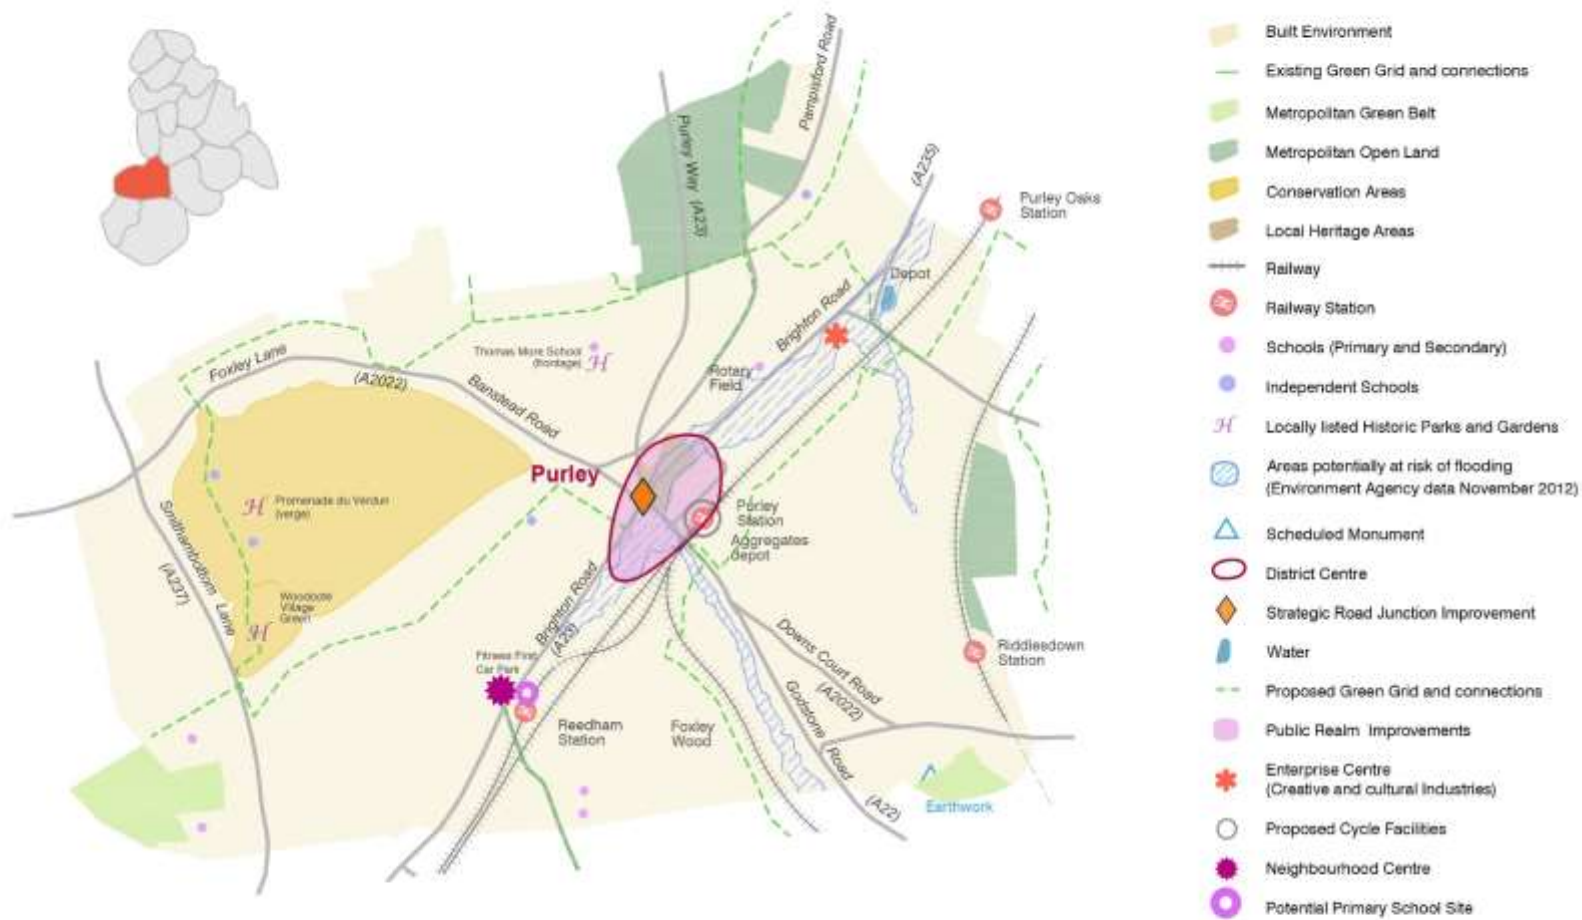 Pampisford Road
Purley Way (A23)
(A235)
Purley Oaks
Station
Depot
Brighton Road
Foxley Lane
(A2022)
Banstead Road
Thomas More School
(frontage)
H
Rotary
Field
Purley
H
Promenade du Verdun
(verge)
Purley
Station
Aggregates
depot
Smithambottom Lane
(A237)
Woodcote
Village
Green
H
Brighton Road
(A23)
Fitness First
Car Park
Reedham
Station
Foxley
Wood
Downs Court Road
(A2022)
Godstone Road
(A22)
Riddlesdown
Station
Earthwork
Built Environment
Existing Green Grid and connections
Metropolitan Green Belt
Metropolitan Open Land
Conservation Areas
Local Heritage Areas
Railway
Railway Station
Schools (Primary and Secondary)
Independent Schools
H
Locally listed Historic Parks and Gardens
Areas potentially at risk of flooding
(Environment Agency data November 2012)
Scheduled Monument
District Centre
Strategic Road Junction Improvement
Water
Proposed Green Grid and connections
Public Realm Improvements
Enterprise Centre
(Creative and cultural Industries)
Proposed Cycle Facilities
Neighbourhood Centre
Potential Primary School Site